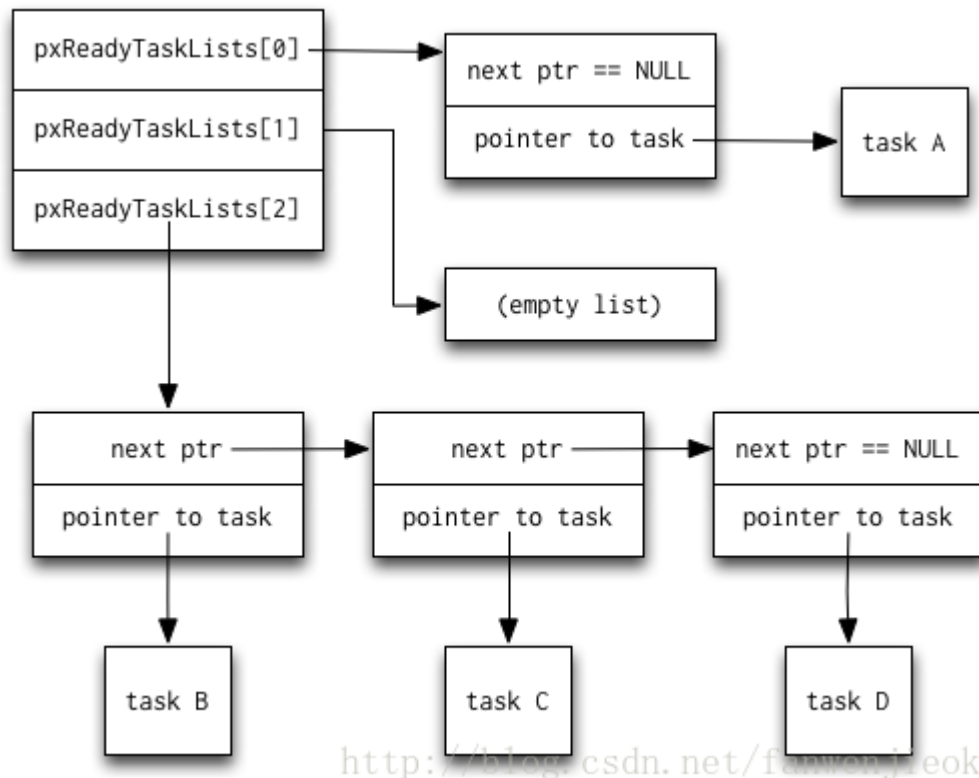 pxReadyTaskLists[0]
next ptr == NULL
pxReadyTaskLists[1]
pointer to task
task A
pxReadyTaskLists[2]
(empty list)
next ptr
next ptr
next ptr == NULL
pointer to task
pointer to task
pointer to task
task B
task C
task D
http://blog.csdn.net/fanwenjieok